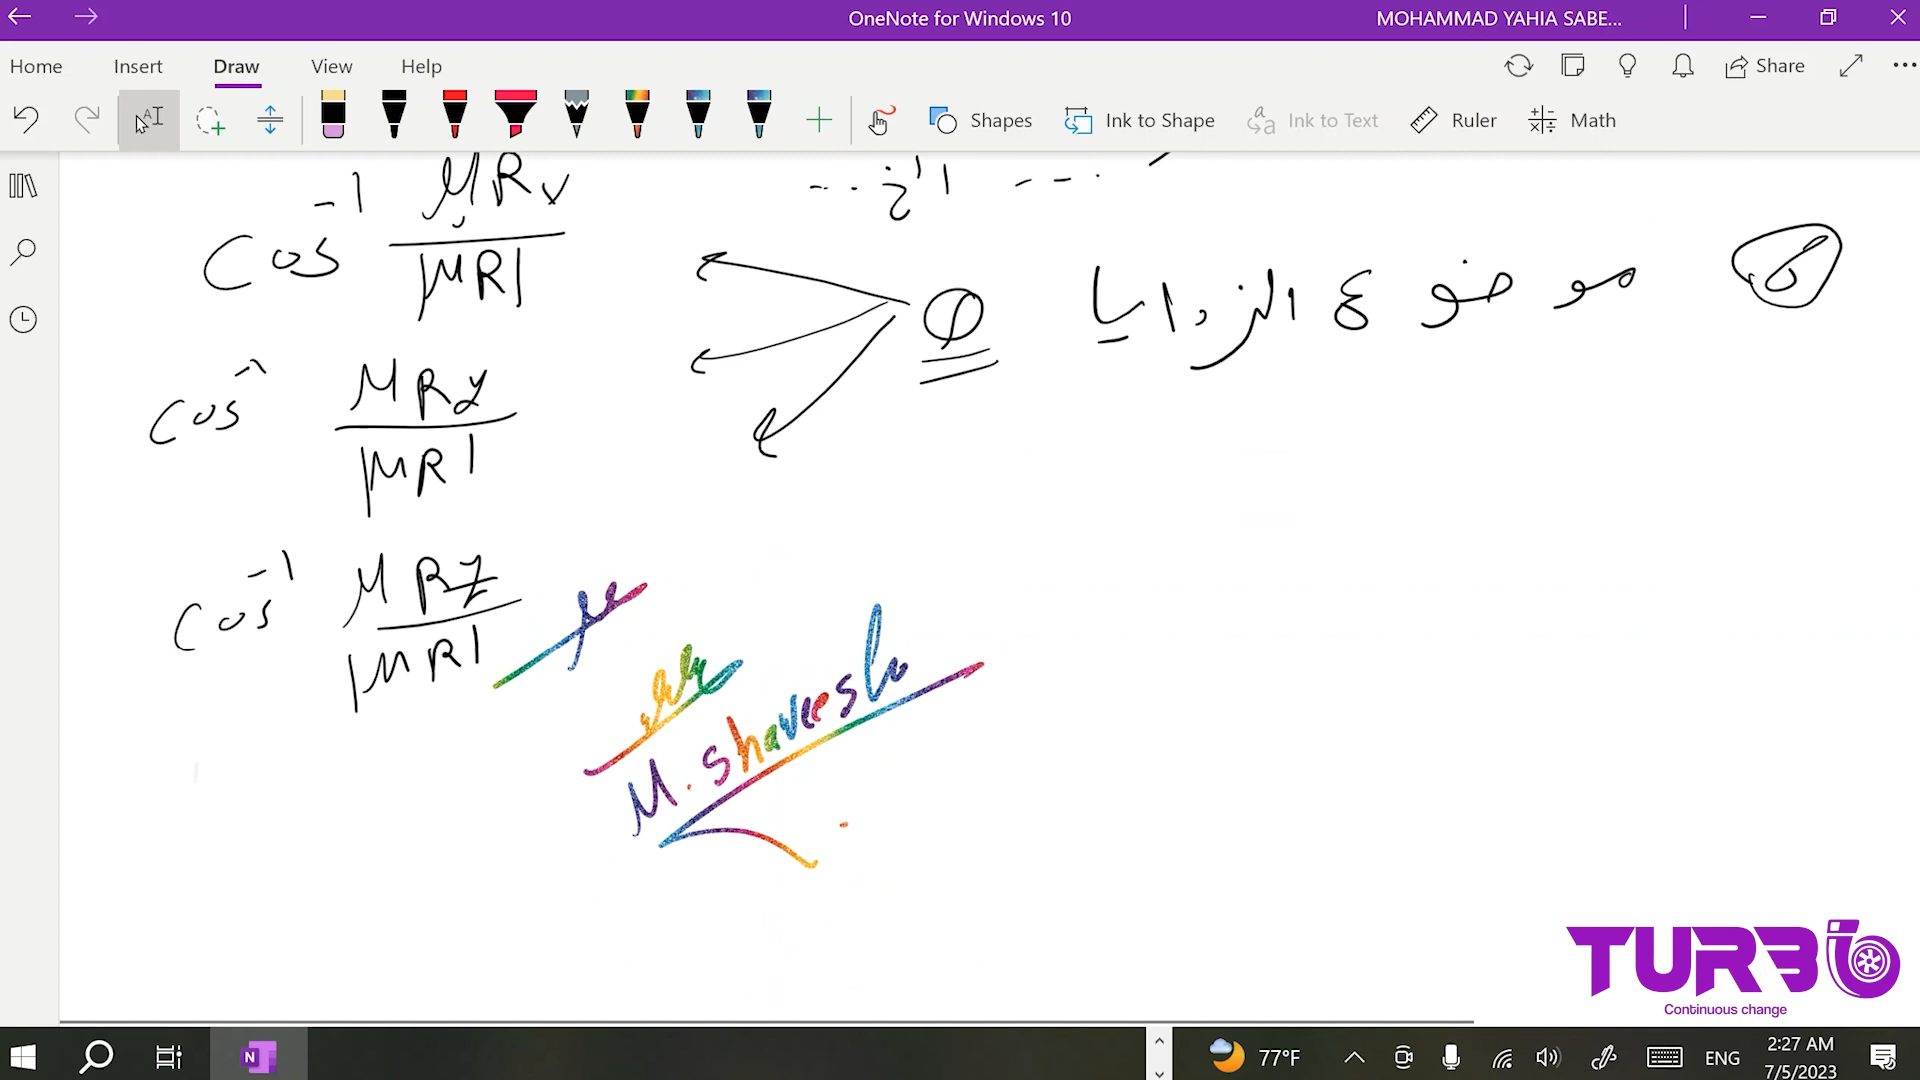 OneNote for Windows 10
MOHAMMAD YAHIA SABE...
Home Insert Draw View Help
Share
Shapes
Ink to Shape
Ink to Text
Ruler
Math
cos⁻¹ MRx / |MR|
... الخ ...
موضوع الزوايا
cos⁻¹ MRy / |MR|
cos⁻¹ MRz / |MR|
M. shaweesh
TURBO
Continuous change
77°F
ENG
2:27 AM
7/5/2023